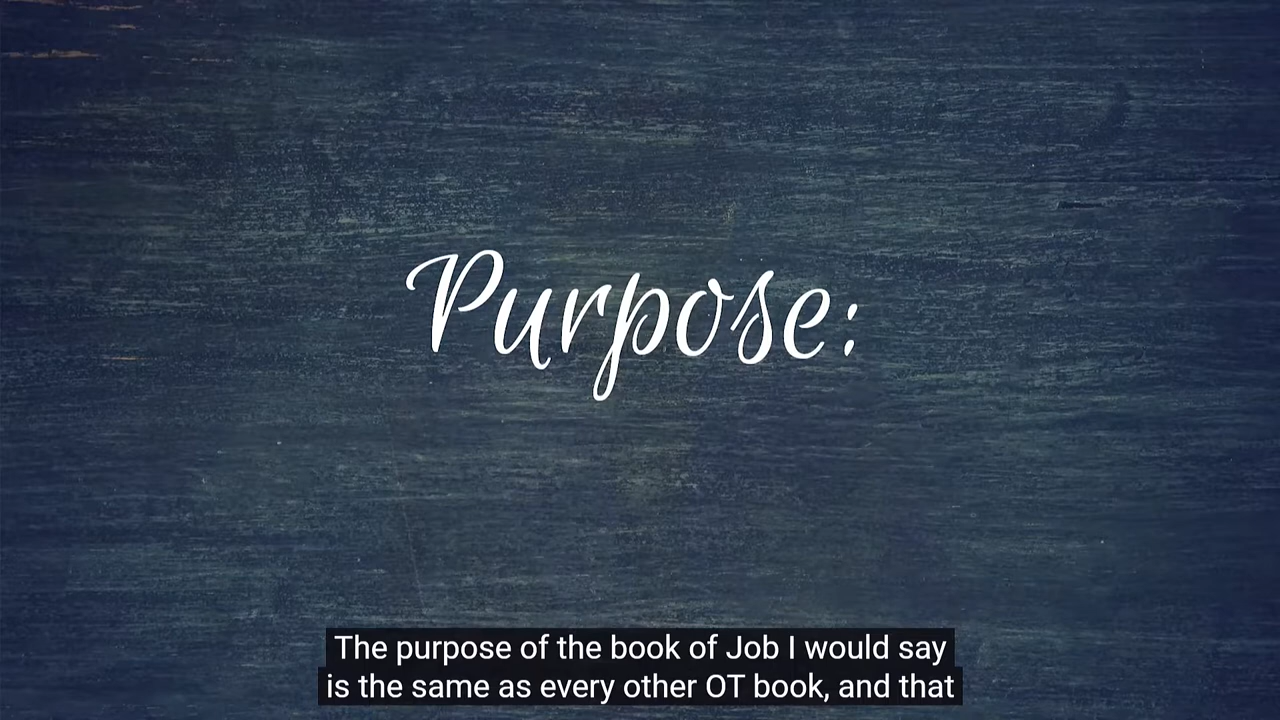 Purpose:
The purpose of the book of Job I would say
is the same as every other OT book, and that